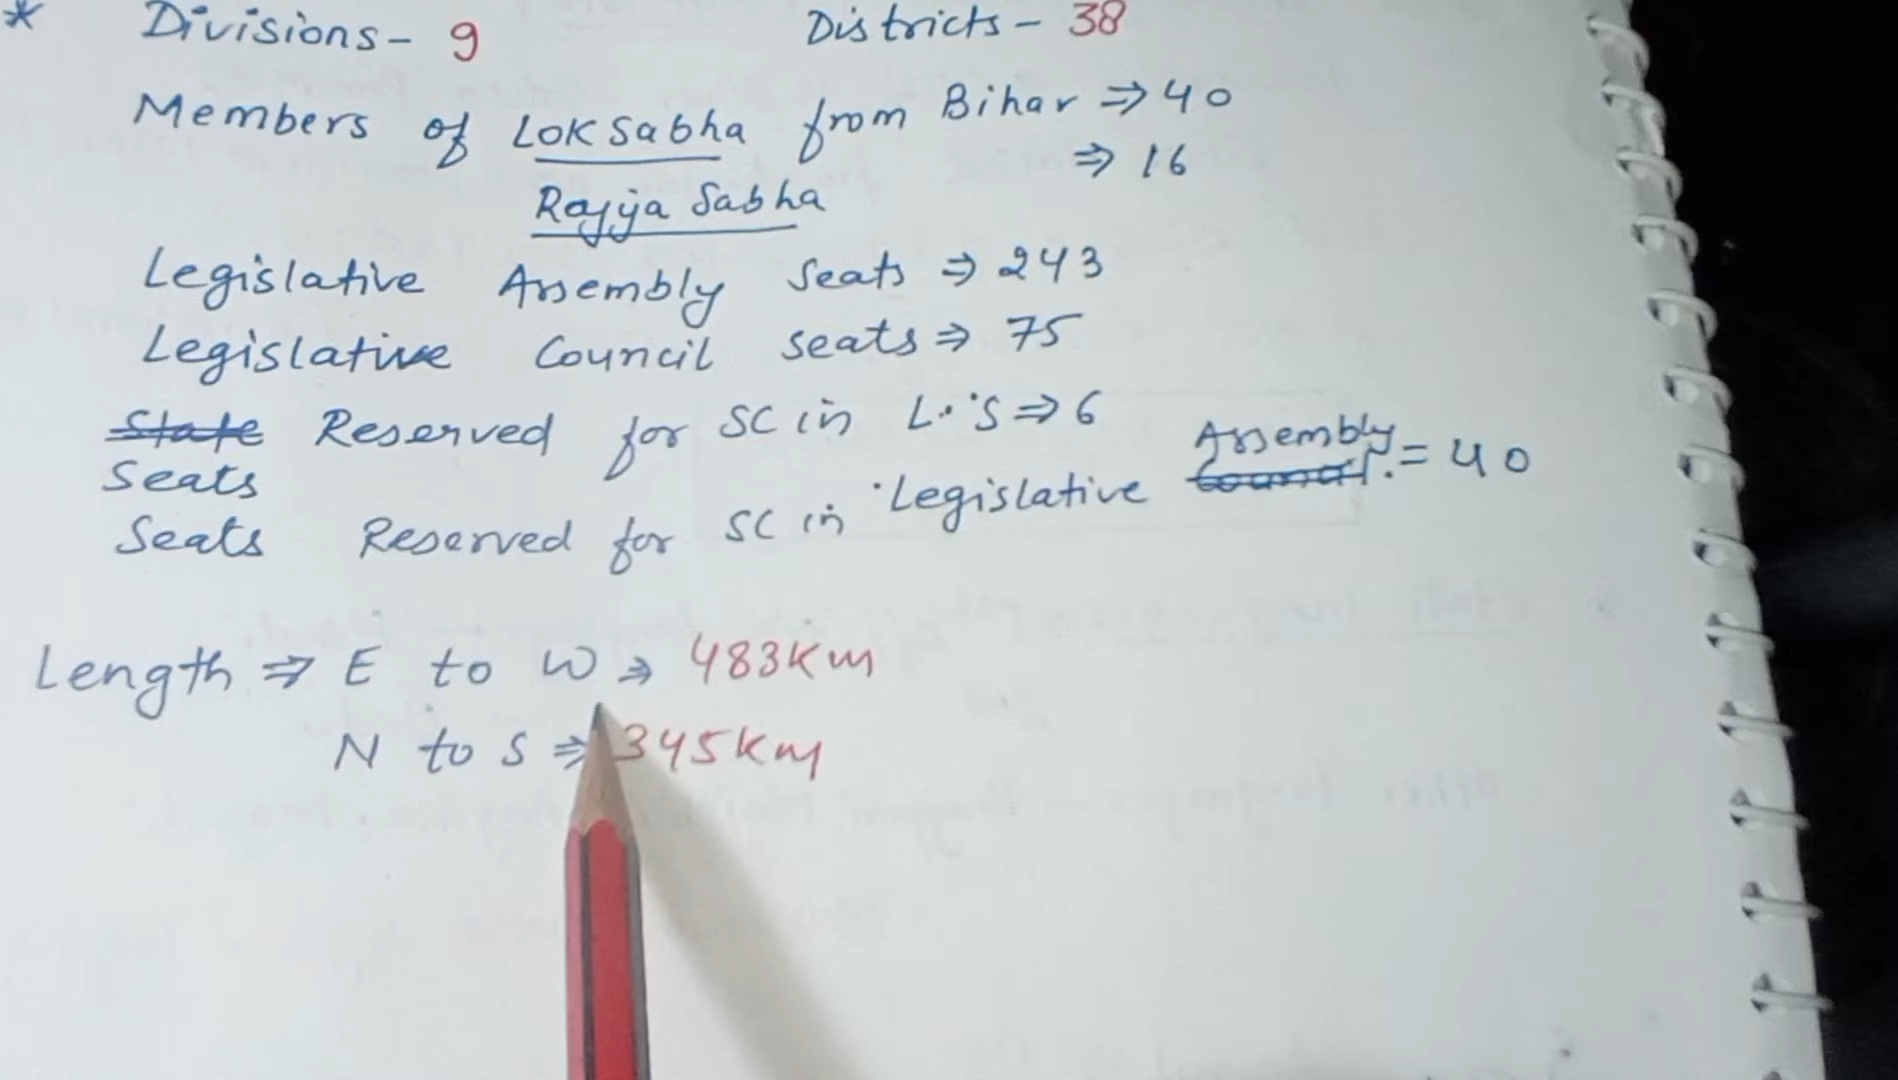 * Divisions - 9 Districts - 38
Members of Lok Sabha from Bihar ⇒ 40
Rajya Sabha ⇒ 16
Legislative Assembly Seats ⇒ 243
Legislative Council seats ⇒ 75
State Reserved for SC in L.S ⇒ 6
Seats
Seats Reserved for SC in Legislative Assembly Council. = 40
Length ⇒ E to W ⇒ 483 Km
N to S ⇒ 345 Km